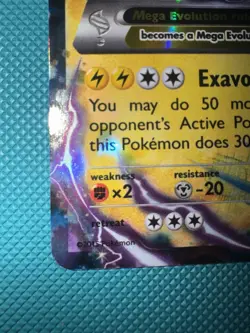 Mega Evolution
becomes a Mega Evolu
Exavo
You may do 50 mo
opponent's Active Po
this Pokémon does 30
weakness resistance
×2 -20
retreat
©2015 Pokémon